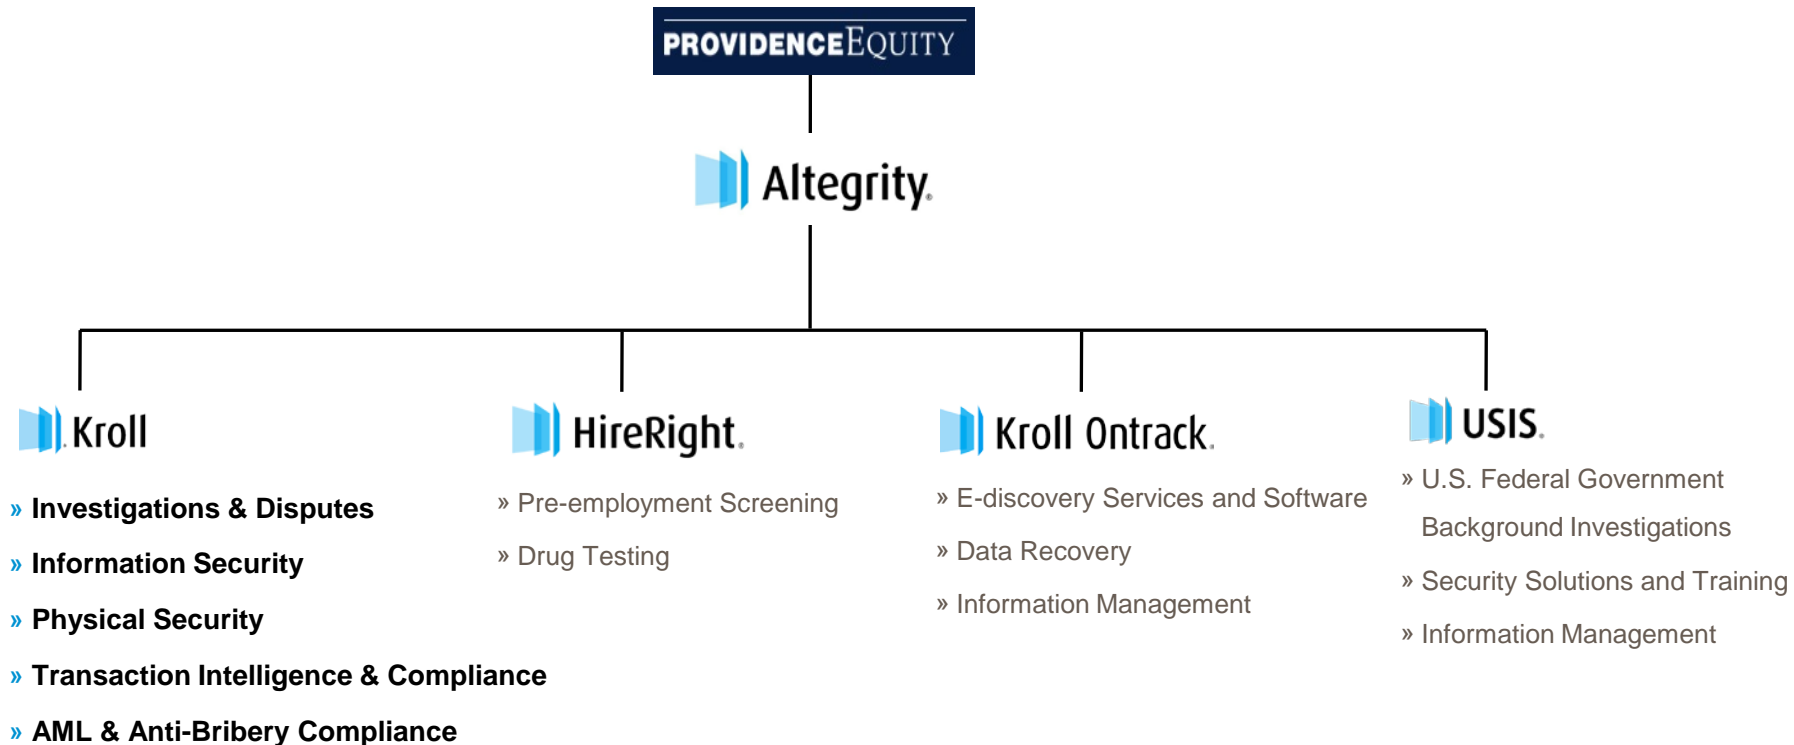 PROVIDENCEEQUITY
Altegrity®
Kroll
» Investigations & Disputes
» Information Security
» Physical Security
» Transaction Intelligence & Compliance
» AML & Anti-Bribery Compliance
HireRight®
» Pre-employment Screening
» Drug Testing
Kroll Ontrack®
» E-discovery Services and Software
» Data Recovery
» Information Management
USIS®
» U.S. Federal Government
Background Investigations
» Security Solutions and Training
» Information Management